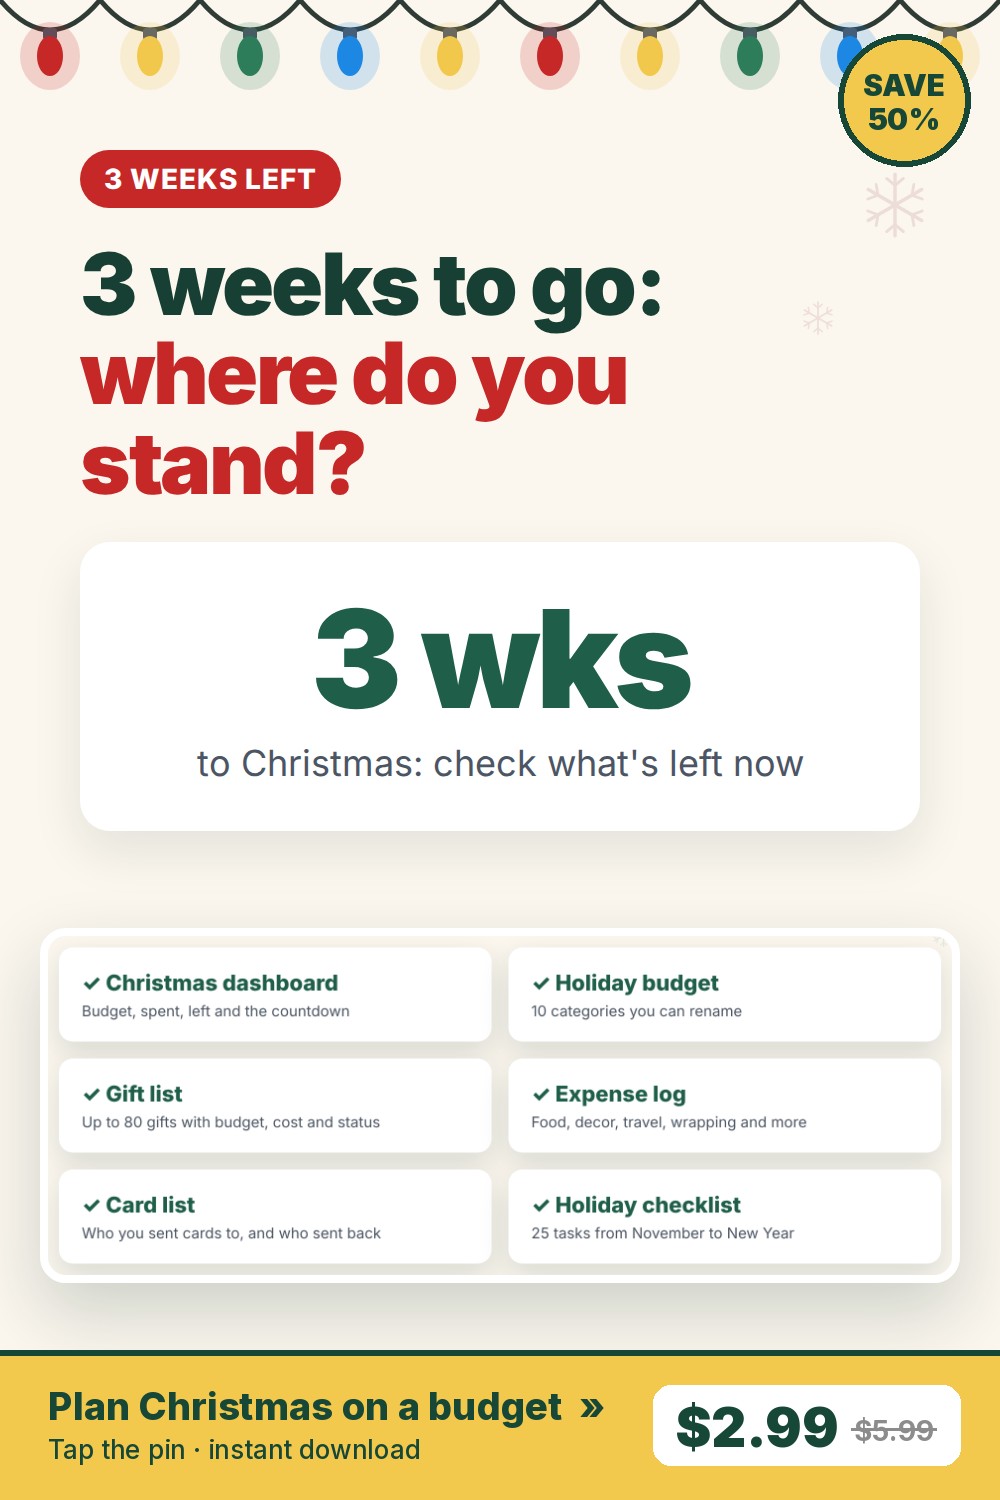 SAVE
50%
3 WEEKS LEFT
3 weeks to go:
where do you
stand?
3 wks
to Christmas: check what's left now
✓ Christmas dashboard
Budget, spent, left and the countdown
✓ Holiday budget
10 categories you can rename
✓ Gift list
Up to 80 gifts with budget, cost and status
✓ Expense log
Food, decor, travel, wrapping and more
✓ Card list
Who you sent cards to, and who sent back
✓ Holiday checklist
25 tasks from November to New Year
Plan Christmas on a budget »
Tap the pin · instant download
$2.99 $5.99